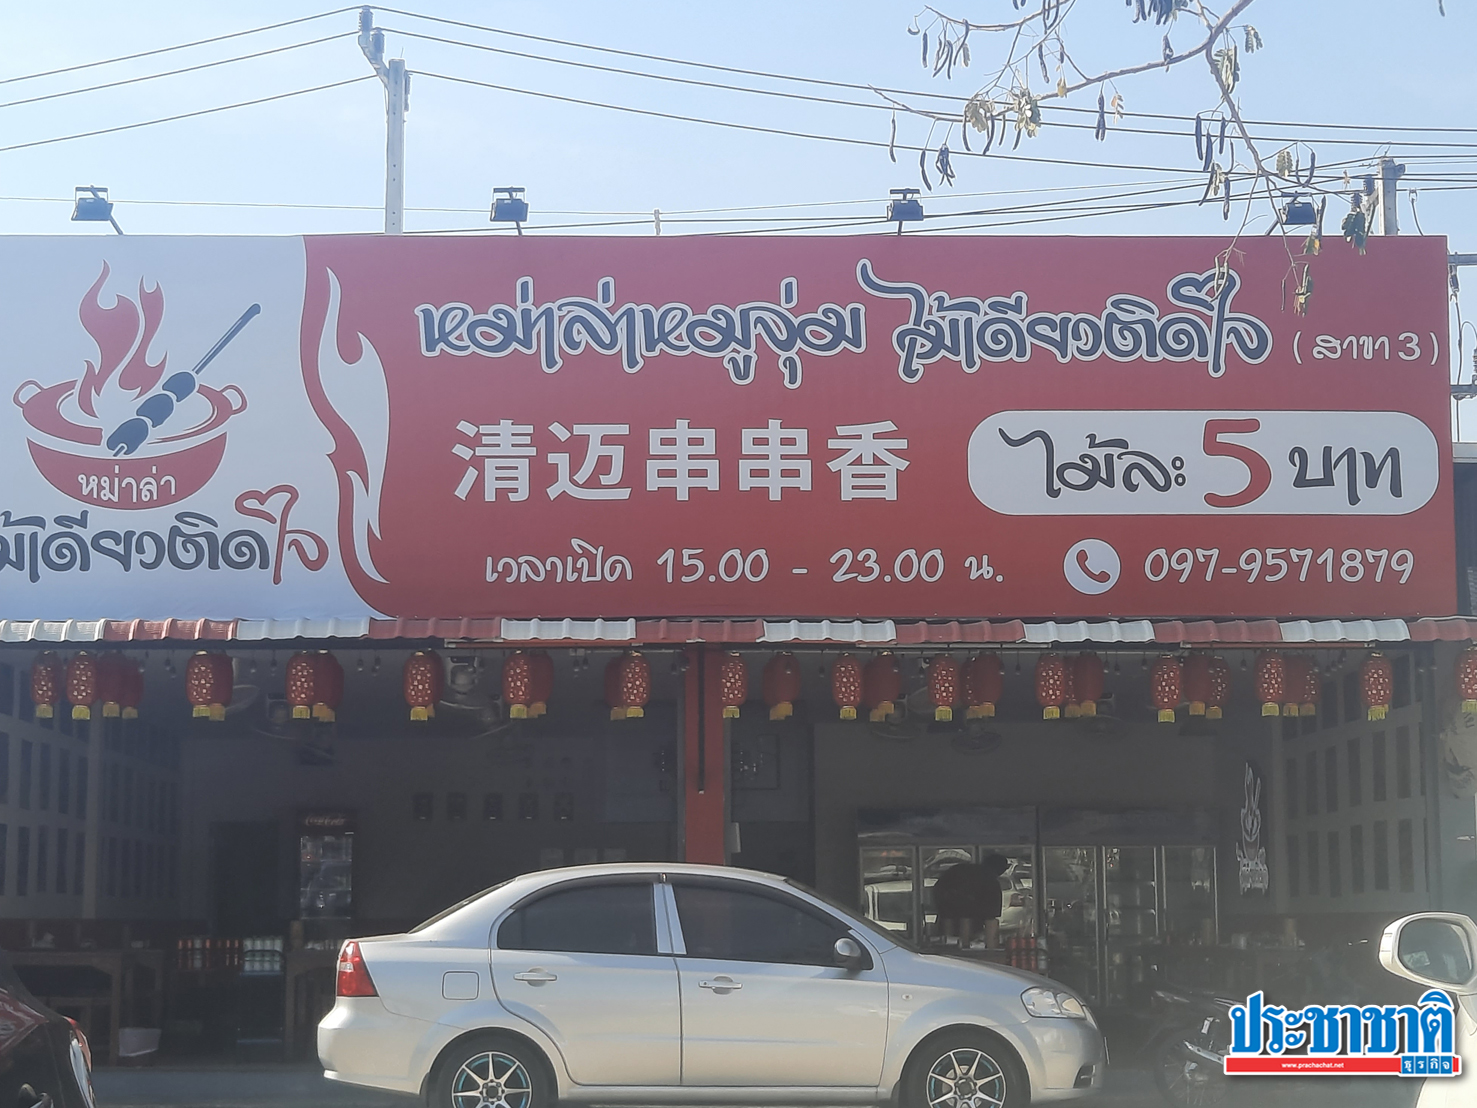 หม่าล่าหมูจุ่ม ไม้เดียวติดใจ (สาขา 3)
清迈串串香
ไม้ละ 5 บาท
เวลาเปิด 15.00 - 23.00 น.
097-9571879
หม่าล่า
ไม้เดียวติดใจ
ประชาชาติ
ธุรกิจ
www.prachachat.net